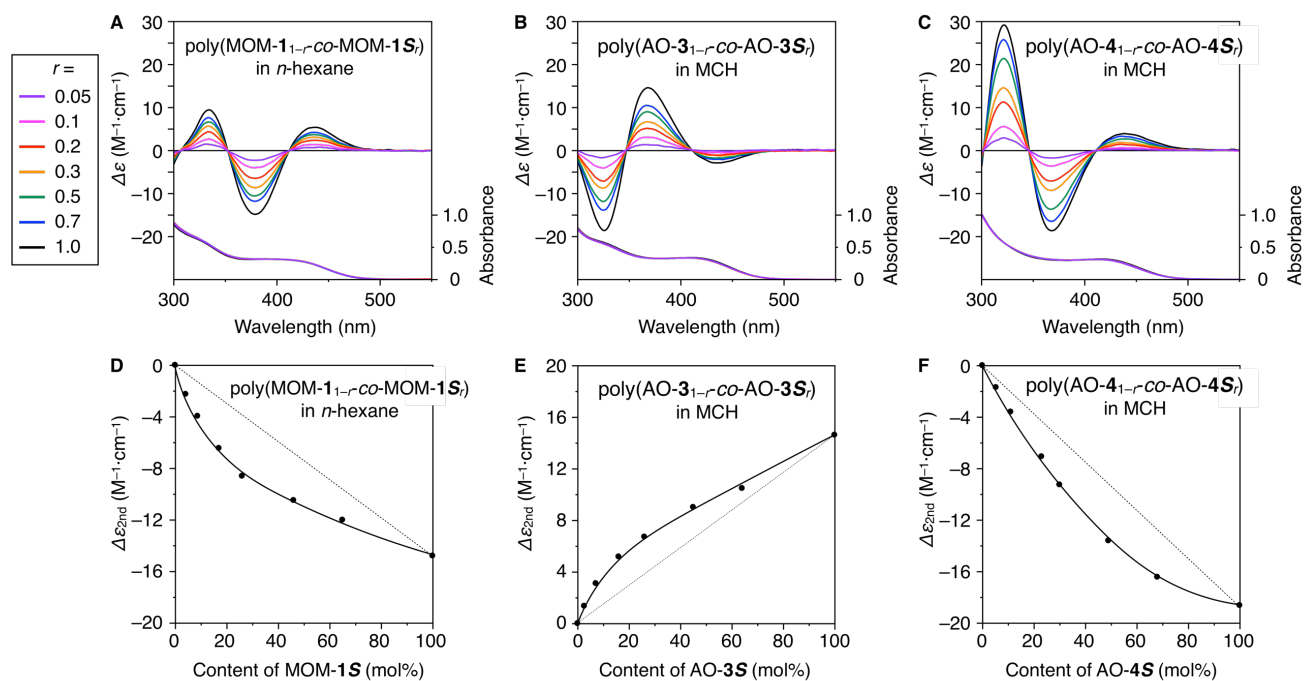 r =
0.05
0.1
0.2
0.3
0.5
0.7
1.0
A
poly(MOM-1₁₋ᵣ-co-MOM-1Sᵣ)
in n-hexane
30
20
10
0
−10
−20
Δε (M⁻¹·cm⁻¹)
1.0
0.5
0
Absorbance
300
400
500
Wavelength (nm)
B
poly(AO-3₁₋ᵣ-co-AO-3Sᵣ)
in MCH
30
20
10
0
−10
−20
Δε (M⁻¹·cm⁻¹)
1.0
0.5
0
Absorbance
300
400
500
Wavelength (nm)
C
poly(AO-4₁₋ᵣ-co-AO-4Sᵣ)
in MCH
30
20
10
0
−10
−20
Δε (M⁻¹·cm⁻¹)
1.0
0.5
0
Absorbance
300
400
500
Wavelength (nm)
D
poly(MOM-1₁₋ᵣ-co-MOM-1Sᵣ)
in n-hexane
0
−4
−8
−12
−16
−20
Δε2nd (M⁻¹·cm⁻¹)
0 20 40 60 80 100
Content of MOM-1S (mol%)
E
poly(AO-3₁₋ᵣ-co-AO-3Sᵣ)
in MCH
20
16
12
8
4
0
Δε2nd (M⁻¹·cm⁻¹)
0 20 40 60 80 100
Content of AO-3S (mol%)
F
poly(AO-4₁₋ᵣ-co-AO-4Sᵣ)
in MCH
0
−4
−8
−12
−16
−20
Δε2nd (M⁻¹·cm⁻¹)
0 20 40 60 80 100
Content of AO-4S (mol%)